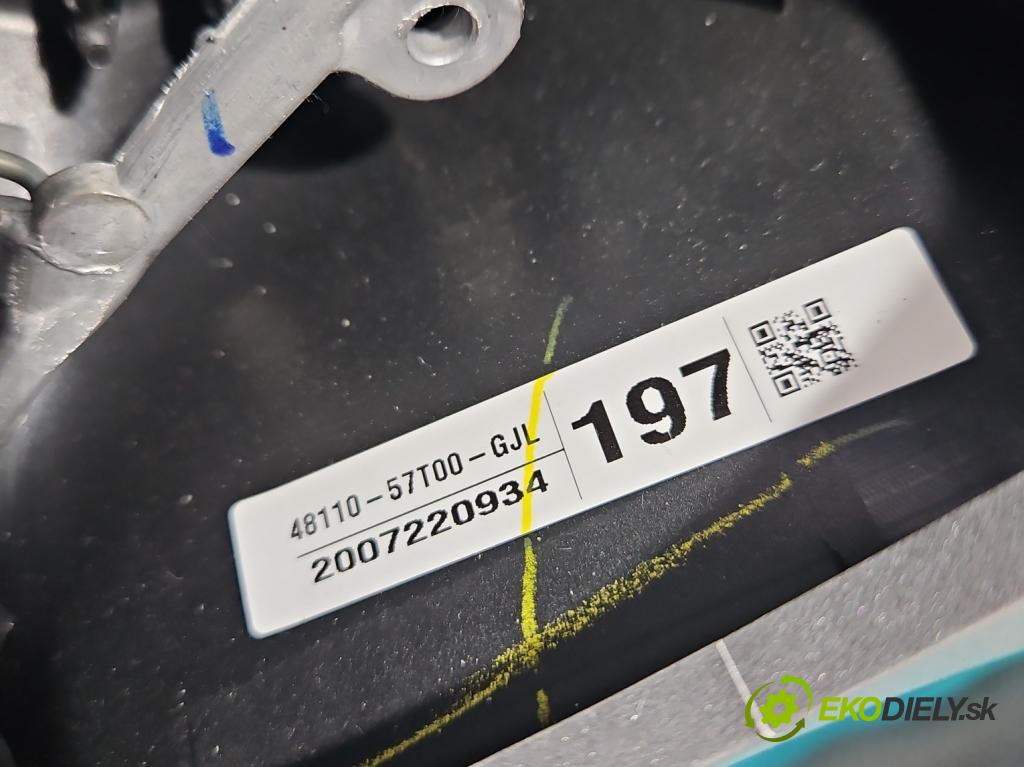 48110-57T00-GJL
2007220934
197
EKODIELY.sk